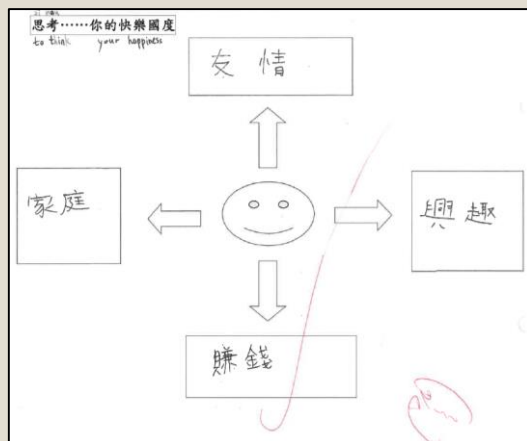 思考……你的快樂國度
to think your happiness
友情
家庭
興趣
賺錢